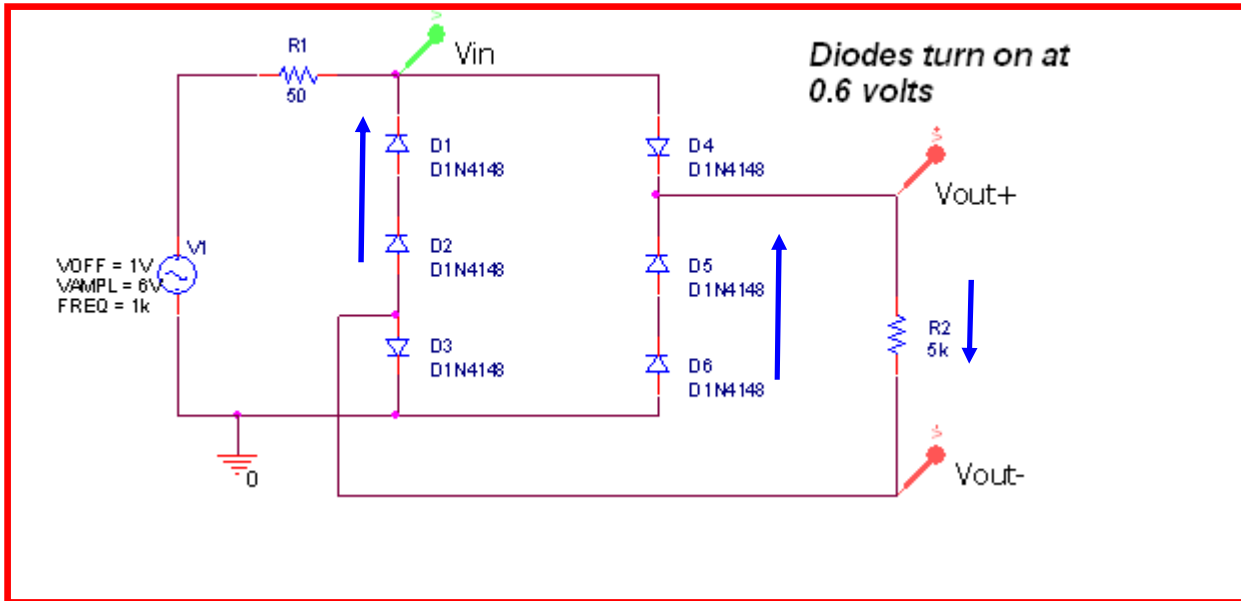 R1
50
Vin
Diodes turn on at
0.6 volts
D1
D1N4148
D4
D1N4148
Vout+
V1
VOFF = 1V
VAMPL = 6V
FREQ = 1k
D2
D1N4148
D5
D1N4148
R2
5k
D3
D1N4148
D6
D1N4148
0
Vout-